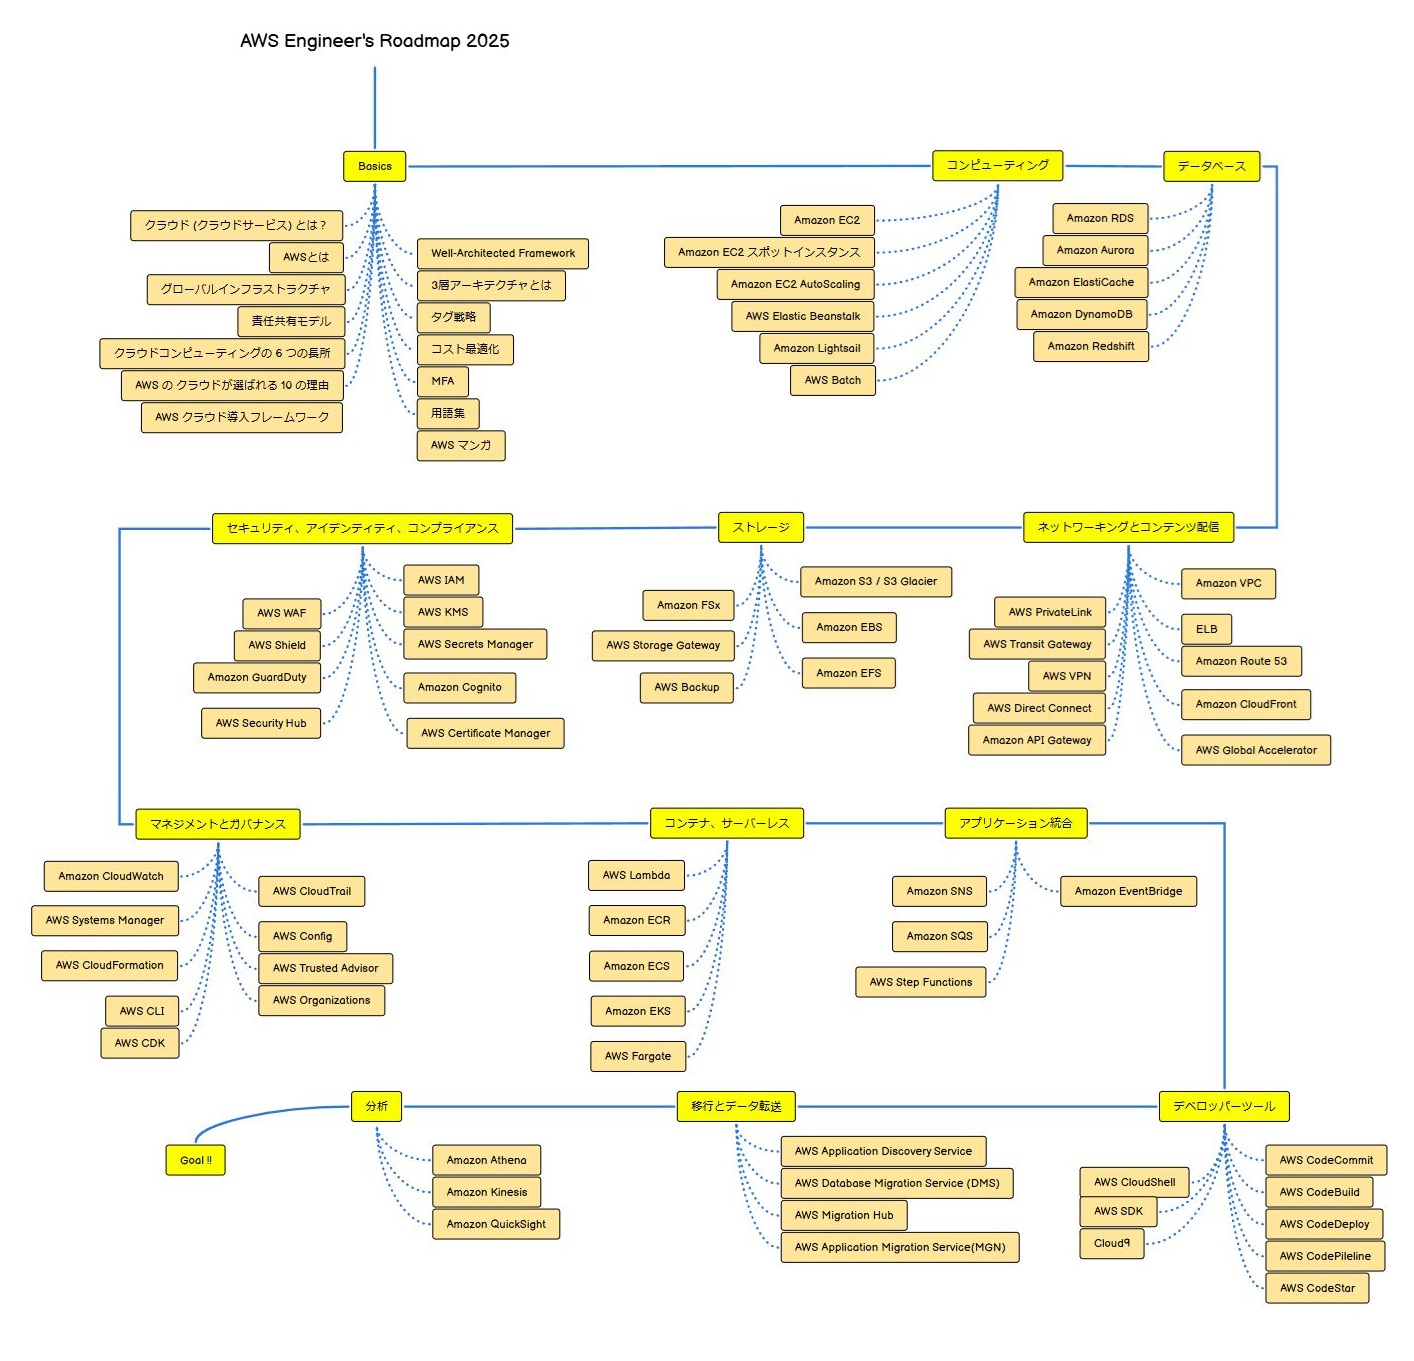 AWS Engineer's Roadmap 2025
Basics
クラウド (クラウドサービス) とは？
AWSとは
グローバルインフラストラクチャ
責任共有モデル
クラウドコンピューティングの 6 つの長所
AWS の クラウドが選ばれる 10 の理由
AWS クラウド導入フレームワーク
Well-Architected Framework
3層アーキテクチャとは
タグ戦略
コスト最適化
MFA
用語集
AWS マンガ
コンピューティング
Amazon EC2
Amazon EC2 スポットインスタンス
Amazon EC2 AutoScaling
AWS Elastic Beanstalk
Amazon Lightsail
AWS Batch
データベース
Amazon RDS
Amazon Aurora
Amazon ElastiCache
Amazon DynamoDB
Amazon Redshift
セキュリティ、アイデンティティ、コンプライアンス
AWS WAF
AWS Shield
Amazon GuardDuty
AWS Security Hub
AWS IAM
AWS KMS
AWS Secrets Manager
Amazon Cognito
AWS Certificate Manager
ストレージ
Amazon FSx
AWS Storage Gateway
AWS Backup
Amazon S3 / S3 Glacier
Amazon EBS
Amazon EFS
ネットワーキングとコンテンツ配信
AWS PrivateLink
AWS Transit Gateway
AWS VPN
AWS Direct Connect
Amazon API Gateway
Amazon VPC
ELB
Amazon Route 53
Amazon CloudFront
AWS Global Accelerator
マネジメントとガバナンス
Amazon CloudWatch
AWS Systems Manager
AWS CloudFormation
AWS CLI
AWS CDK
AWS CloudTrail
AWS Config
AWS Trusted Advisor
AWS Organizations
コンテナ、サーバーレス
AWS Lambda
Amazon ECR
Amazon ECS
Amazon EKS
AWS Fargate
アプリケーション統合
Amazon SNS
Amazon SQS
AWS Step Functions
Amazon EventBridge
Goal !!
分析
Amazon Athena
Amazon Kinesis
Amazon QuickSight
移行とデータ転送
AWS Application Discovery Service
AWS Database Migration Service (DMS)
AWS Migration Hub
AWS Application Migration Service(MGN)
デベロッパーツール
AWS CloudShell
AWS SDK
Cloud9
AWS CodeCommit
AWS CodeBuild
AWS CodeDeploy
AWS CodePileline
AWS CodeStar